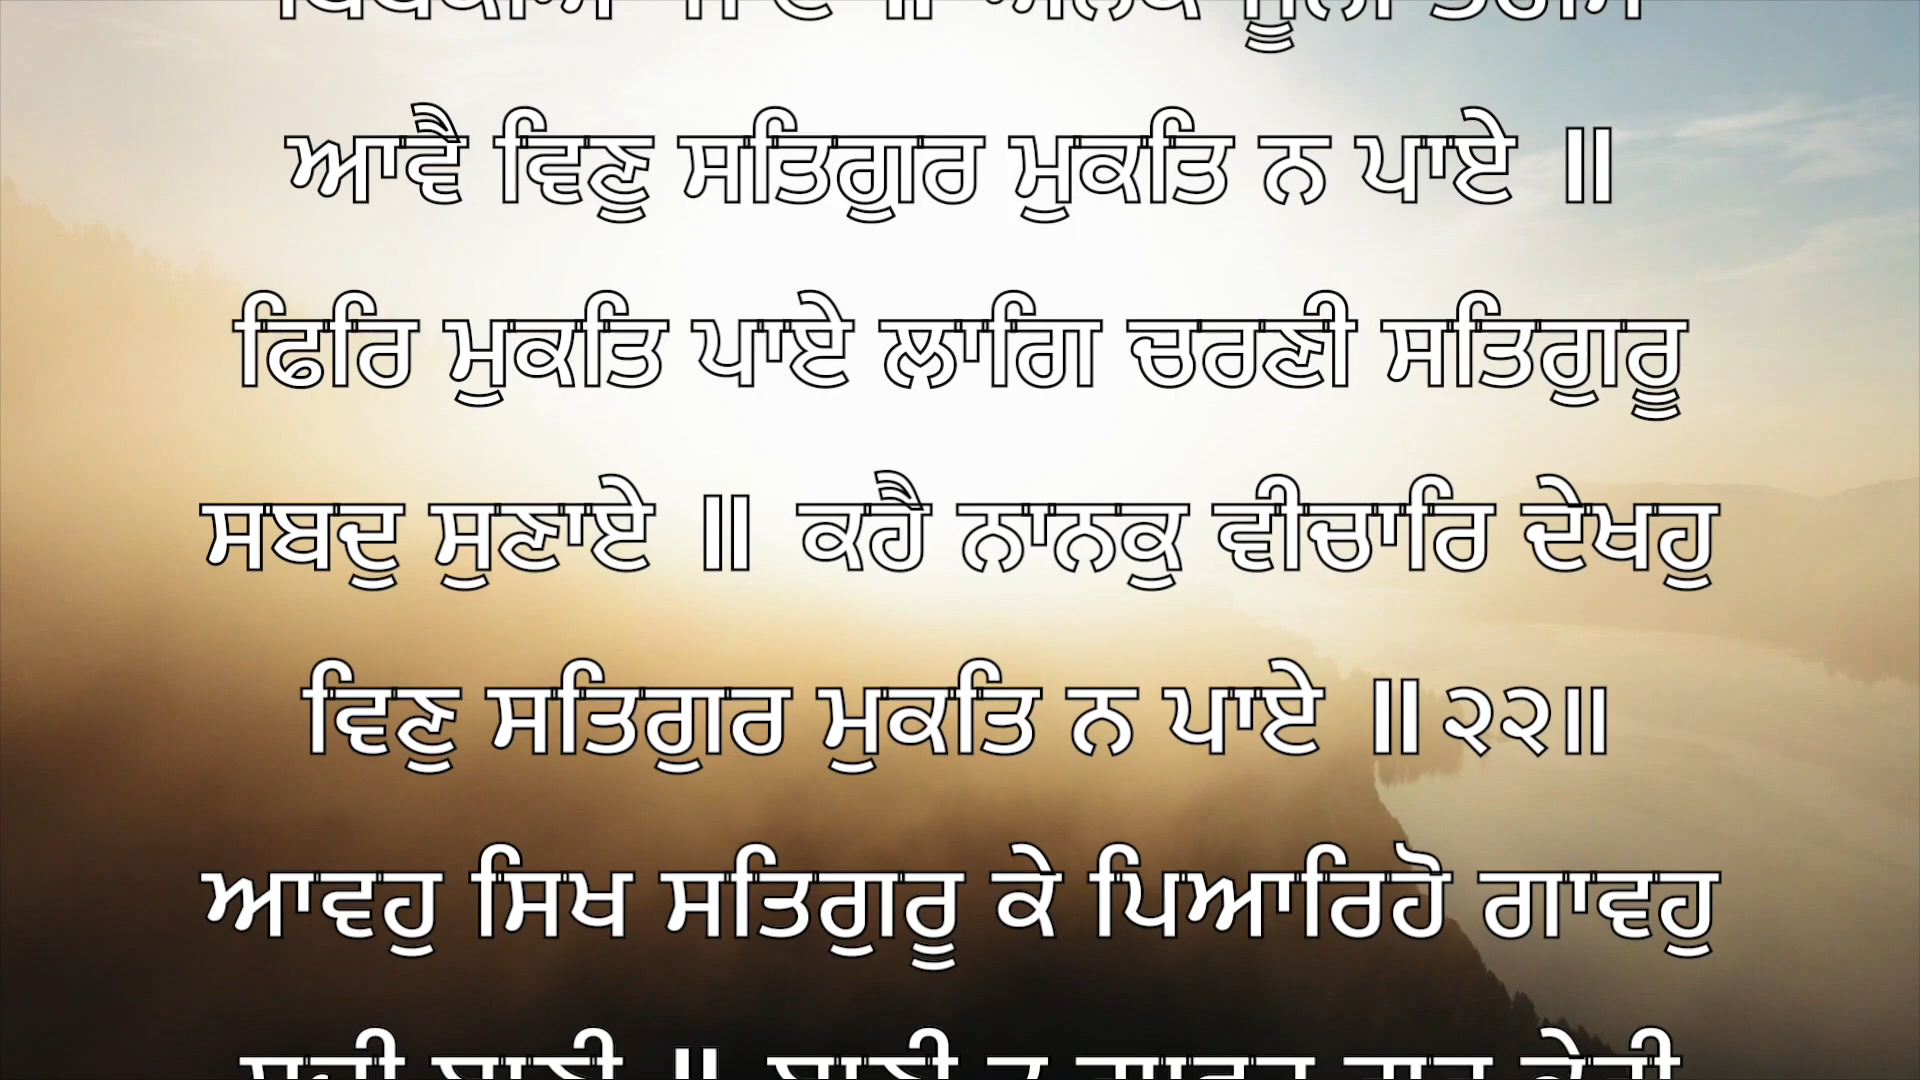 ਆਵੈ ਵਿਣੁ ਸਤਿਗੁਰ ਮੁਕਤਿ ਨ ਪਾਏ ॥
ਫਿਰਿ ਮੁਕਤਿ ਪਾਏ ਲਾਗਿ ਚਰਣੀ ਸਤਿਗੁਰੂ
ਸਬਦੁ ਸੁਣਾਏ ॥ ਕਹੈ ਨਾਨਕੁ ਵੀਚਾਰਿ ਦੇਖਹੁ
ਵਿਣੁ ਸਤਿਗੁਰ ਮੁਕਤਿ ਨ ਪਾਏ ॥੨੨॥
ਆਵਹੁ ਸਿਖ ਸਤਿਗੁਰੂ ਕੇ ਪਿਆਰਿਹੋ ਗਾਵਹੁ